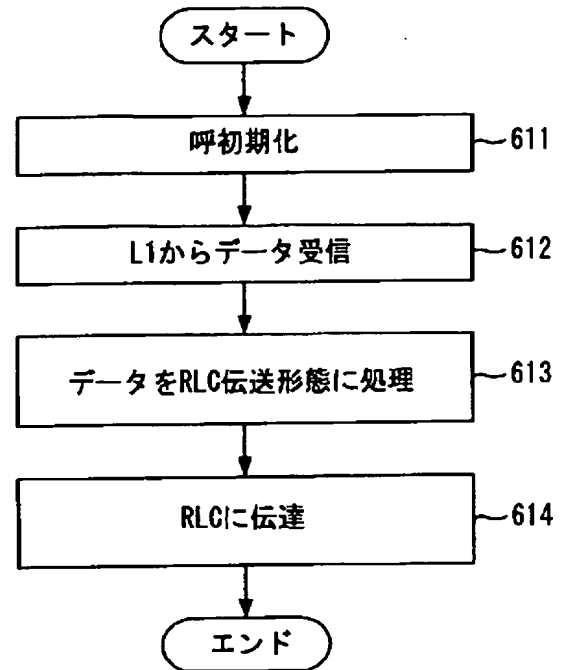 スタート
呼初期化
611
L1からデータ受信
612
データをRLC伝送形態に処理
613
RLCに伝達
614
エンド